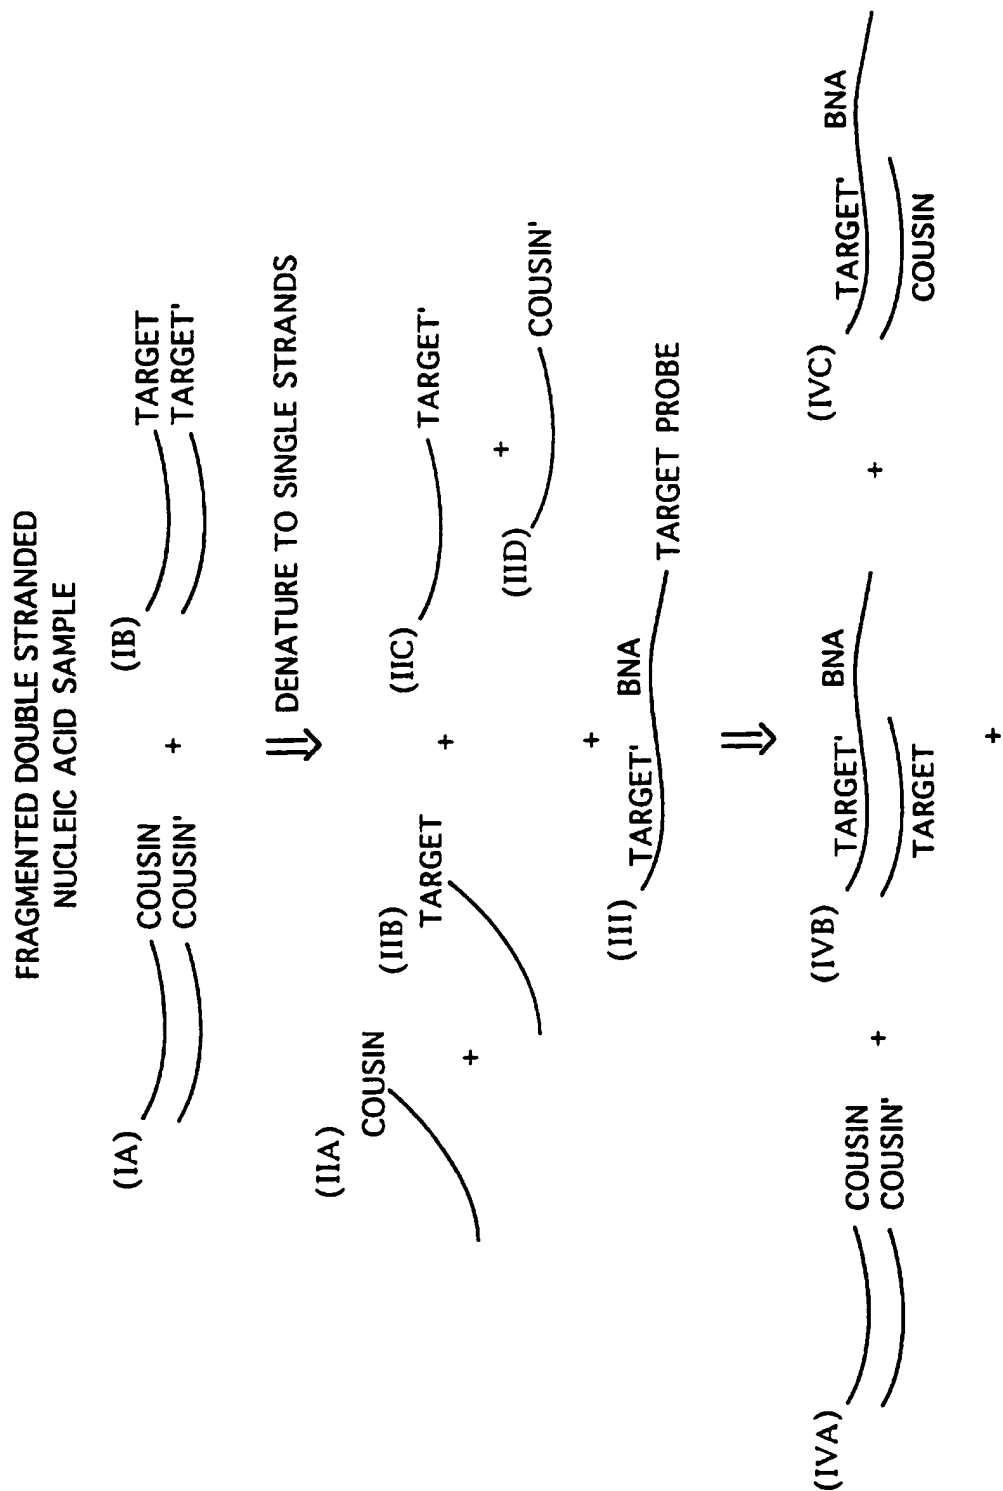 FRAGMENTED DOUBLE STRANDED
NUCLEIC ACID SAMPLE
(IA)
COUSIN
COUSIN'
+
(IB)
TARGET
TARGET'
⇒ DENATURE TO SINGLE STRANDS
(IIA)
COUSIN
+
(IIB)
TARGET
+
(IIC)
TARGET'
+
(IID)
COUSIN'
+
(III)
TARGET' BNA
TARGET PROBE
⇒
(IVA)
COUSIN
COUSIN'
+
(IVB)
TARGET' BNA
TARGET
+
(IVC)
TARGET' BNA
COUSIN
+